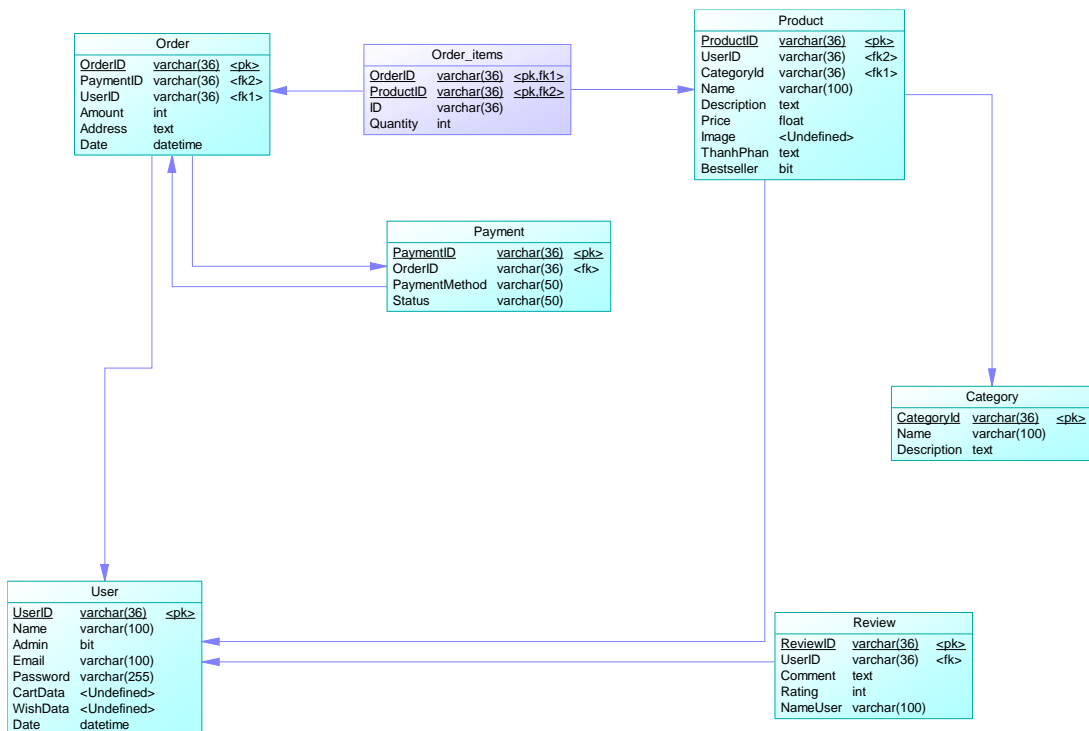 Order
OrderID varchar(36) <pk>
PaymentID varchar(36) <fk2>
UserID varchar(36) <fk1>
Amount int
Address text
Date datetime
Order_items
OrderID varchar(36) <pk,fk1>
ProductID varchar(36) <pk,fk2>
ID varchar(36)
Quantity int
Product
ProductID varchar(36) <pk>
UserID varchar(36) <fk2>
CategoryId varchar(36) <fk1>
Name varchar(100)
Description text
Price float
Image <Undefined>
ThanhPhan text
Bestseller bit
Payment
PaymentID varchar(36) <pk>
OrderID varchar(36) <fk>
PaymentMethod varchar(50)
Status varchar(50)
Category
CategoryId varchar(36) <pk>
Name varchar(100)
Description text
User
UserID varchar(36) <pk>
Name varchar(100)
Admin bit
Email varchar(100)
Password varchar(255)
CartData <Undefined>
WishData <Undefined>
Date datetime
Review
ReviewID varchar(36) <pk>
UserID varchar(36) <fk>
Comment text
Rating int
NameUser varchar(100)